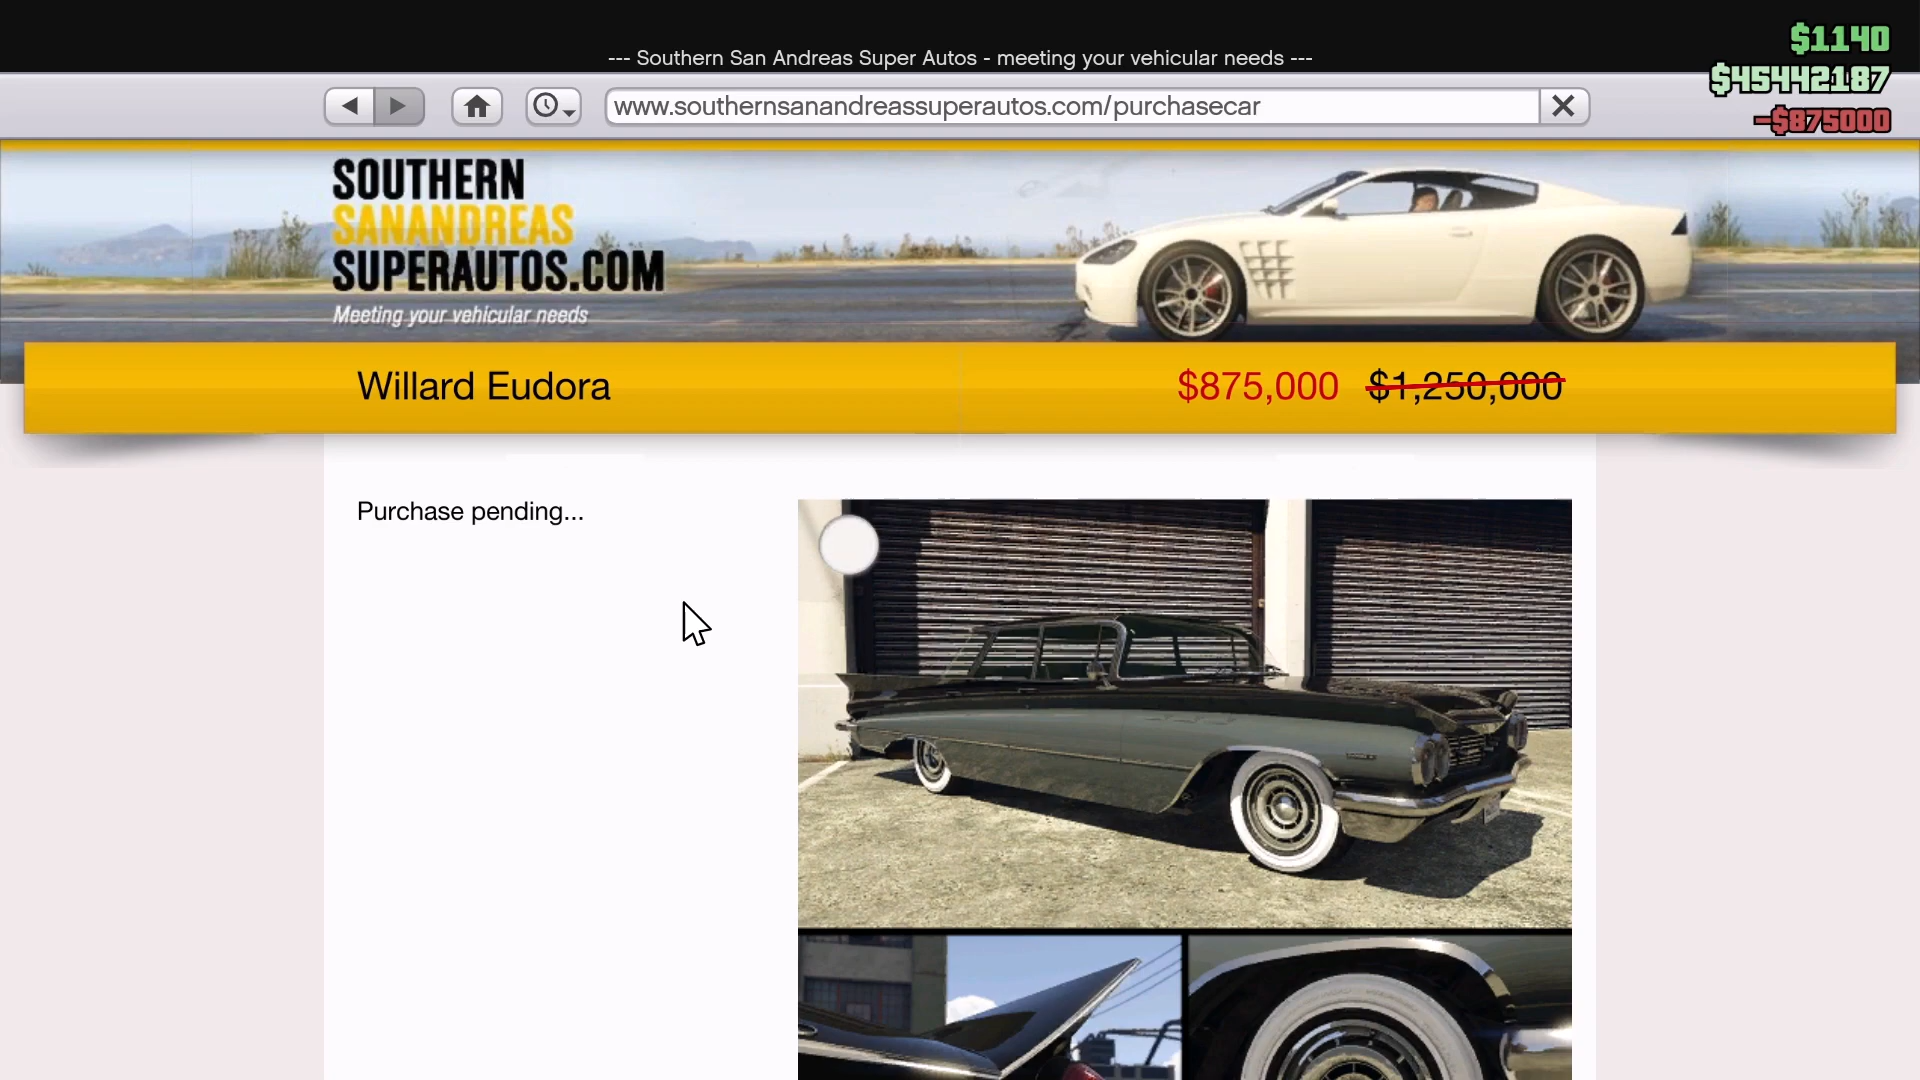 --- Southern San Andreas Super Autos - meeting your vehicular needs ---
$1140
$45442187
-$875000
www.southernsanandreassuperautos.com/purchasecar
SOUTHERN
SANANDREAS
SUPERAUTOS.COM
Meeting your vehicular needs
Willard Eudora
$875,000 $1,250,000
Purchase pending...